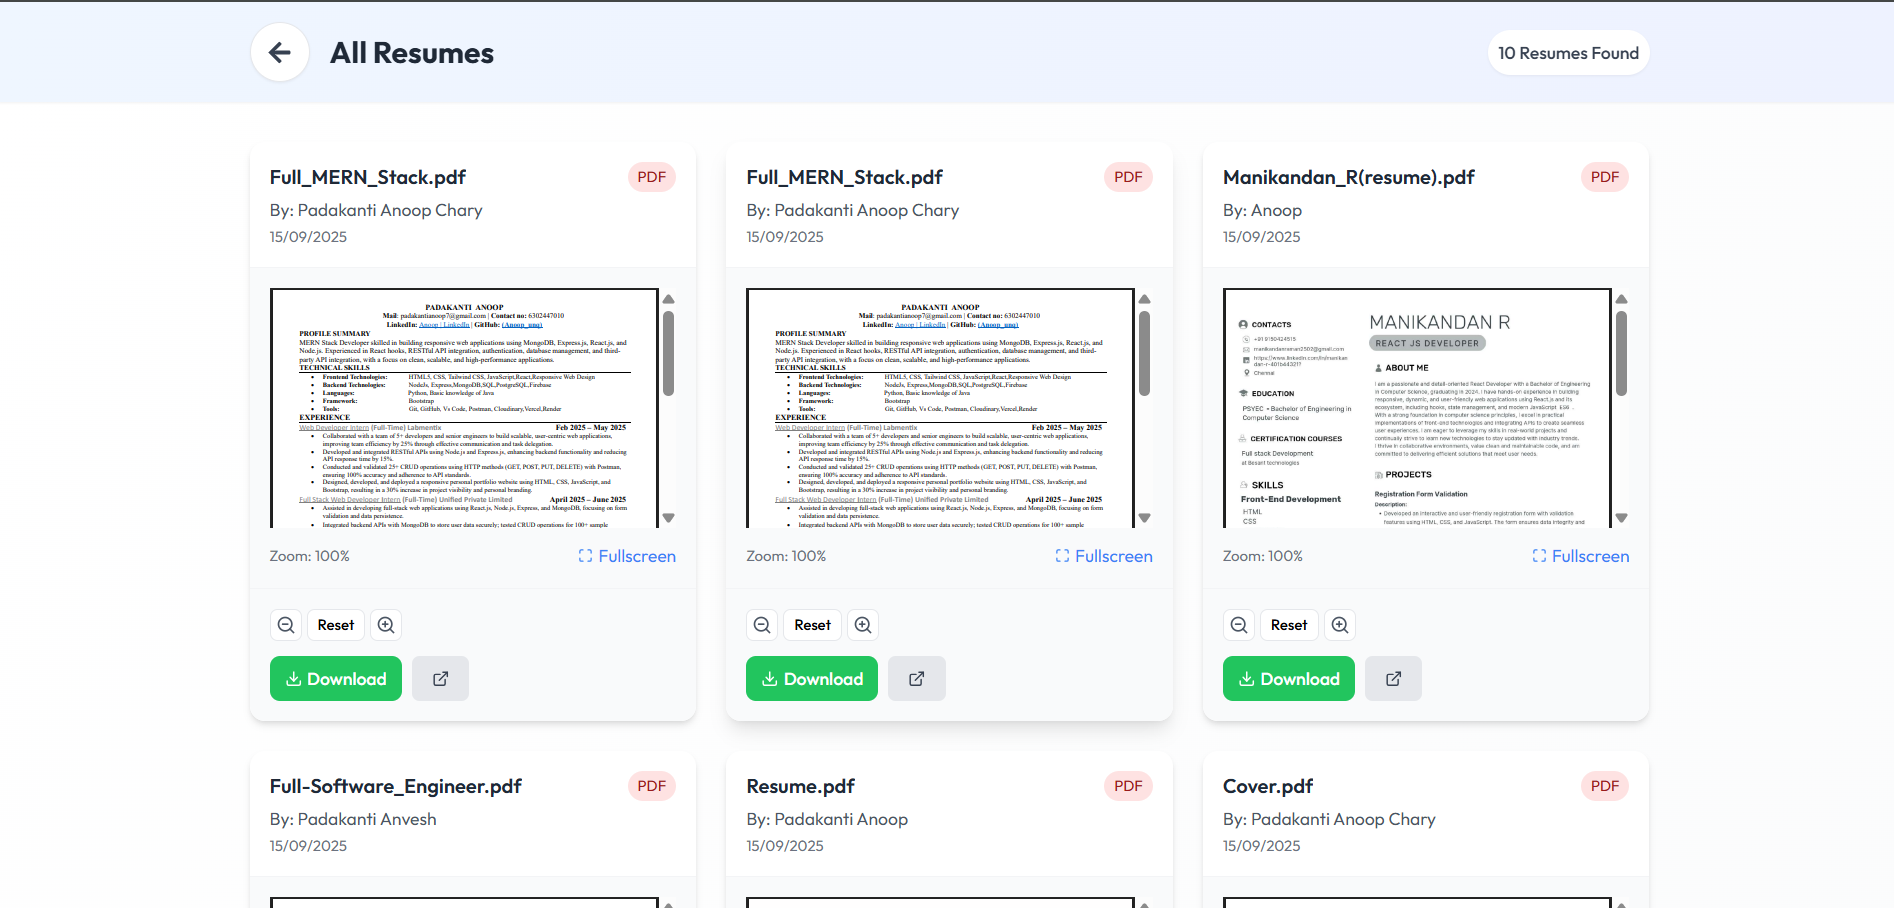 All Resumes
10 Resumes Found
Full_MERN_Stack.pdf
PDF
By: Padakanti Anoop Chary
15/09/2025
PADAKANTI ANOOP
Mail: padakantianoop7@gmail.com | Contact no: 6302447010
LinkedIn: Anoop | LinkedIn | GitHub: (Anoop_unq)
PROFILE SUMMARY
MERN Stack Developer skilled in building responsive web applications using MongoDB, Express.js, React.js, and
Node.js. Experienced in React hooks, RESTful API integration, authentication, database management, and third-
party API integration, with a focus on clean, scalable, and high-performance applications.
TECHNICAL SKILLS
• Frontend Technologies: HTML5, CSS, Tailwind CSS, JavaScript,React,Responsive Web Design
• Backend Technologies: NodeJs, Express,MongoDB,SQL,PostgreSQL,Firebase
• Languages: Python, Basic knowledge of Java
• Framework: Bootstrap
• Tools: Git, GitHub, Vs Code, Postman, Cloudinary,Vercel,Render
EXPERIENCE
Web Developer Intern (Full-Time) Labmentix Feb 2025 – May 2025
• Collaborated with a team of 5+ developers and senior engineers to build scalable, user-centric web applications,
improving team efficiency by 25% through effective communication and task delegation.
• Developed and integrated RESTful APIs using Node.js and Express.js, enhancing backend functionality and reducing
API response time by 15%.
• Conducted and validated 25+ CRUD operations using HTTP methods (GET, POST, PUT, DELETE) with Postman,
ensuring 100% accuracy and adherence to API standards.
• Designed, developed, and deployed a responsive personal portfolio website using HTML, CSS, JavaScript, and
Bootstrap, resulting in a 30% increase in project visibility and personal branding.
Full Stack Web Developer Intern (Full-Time) Unified Private Limited April 2025 – June 2025
• Assisted in developing full-stack web applications using React.js, Node.js, Express, and MongoDB, focusing on form
validation and data persistence.
• Integrated backend APIs with MongoDB to store user data securely; tested CRUD operations for 100+ sample
Zoom: 100%
Fullscreen
Reset
Download
Full_MERN_Stack.pdf
PDF
By: Padakanti Anoop Chary
15/09/2025
PADAKANTI ANOOP
Mail: padakantianoop7@gmail.com | Contact no: 6302447010
LinkedIn: Anoop | LinkedIn | GitHub: (Anoop_unq)
PROFILE SUMMARY
MERN Stack Developer skilled in building responsive web applications using MongoDB, Express.js, React.js, and
Node.js. Experienced in React hooks, RESTful API integration, authentication, database management, and third-
party API integration, with a focus on clean, scalable, and high-performance applications.
TECHNICAL SKILLS
• Frontend Technologies: HTML5, CSS, Tailwind CSS, JavaScript,React,Responsive Web Design
• Backend Technologies: NodeJs, Express,MongoDB,SQL,PostgreSQL,Firebase
• Languages: Python, Basic knowledge of Java
• Framework: Bootstrap
• Tools: Git, GitHub, Vs Code, Postman, Cloudinary,Vercel,Render
EXPERIENCE
Web Developer Intern (Full-Time) Labmentix Feb 2025 – May 2025
• Collaborated with a team of 5+ developers and senior engineers to build scalable, user-centric web applications,
improving team efficiency by 25% through effective communication and task delegation.
• Developed and integrated RESTful APIs using Node.js and Express.js, enhancing backend functionality and reducing
API response time by 15%.
• Conducted and validated 25+ CRUD operations using HTTP methods (GET, POST, PUT, DELETE) with Postman,
ensuring 100% accuracy and adherence to API standards.
• Designed, developed, and deployed a responsive personal portfolio website using HTML, CSS, JavaScript, and
Bootstrap, resulting in a 30% increase in project visibility and personal branding.
Full Stack Web Developer Intern (Full-Time) Unified Private Limited April 2025 – June 2025
• Assisted in developing full-stack web applications using React.js, Node.js, Express, and MongoDB, focusing on form
validation and data persistence.
• Integrated backend APIs with MongoDB to store user data securely; tested CRUD operations for 100+ sample
Zoom: 100%
Fullscreen
Reset
Download
Manikandan_R(resume).pdf
PDF
By: Anoop
15/09/2025
CONTACTS
+91 9150424515
https://www.linkedin.com/in/manikan
Chennai
EDUCATION
PSYEC • Bachelor of Engineering in
Computer Science
CERTIFICATION COURSES
Full stack Development
at Besant technologies
SKILLS
Front-End Development
HTML
CSS
MANIKANDAN R
REACT JS DEVELOPER
ABOUT ME
I am a passionate and detail-oriented React Developer with a Bachelor of Engineering
in Computer Science, graduating in 2024. I have hands-on experience in building
responsive, dynamic, and user-friendly web applications using React.js and its
ecosystem, including hooks, state management, and modern JavaScript ES6 .
With a strong foundation in computer science principles, I excel in practical
implementations of front-end technologies and integrating APIs to create seamless
user experiences. I am eager to leverage my skills in real-world projects and
continually strive to learn new technologies to stay updated with industry trends.
I thrive in collaborative environments, value clean and maintainable code, and am
committed to delivering efficient solutions that meet user needs.
PROJECTS
Registration Form Validation
Description:
• Developed an interactive and user-friendly registration form with validation
features using HTML, CSS, and JavaScript. The form ensures data integrity and
Zoom: 100%
Fullscreen
Reset
Download
Full-Software_Engineer.pdf
PDF
By: Padakanti Anvesh
15/09/2025
Resume.pdf
PDF
By: Padakanti Anoop
15/09/2025
Cover.pdf
PDF
By: Padakanti Anoop Chary
15/09/2025